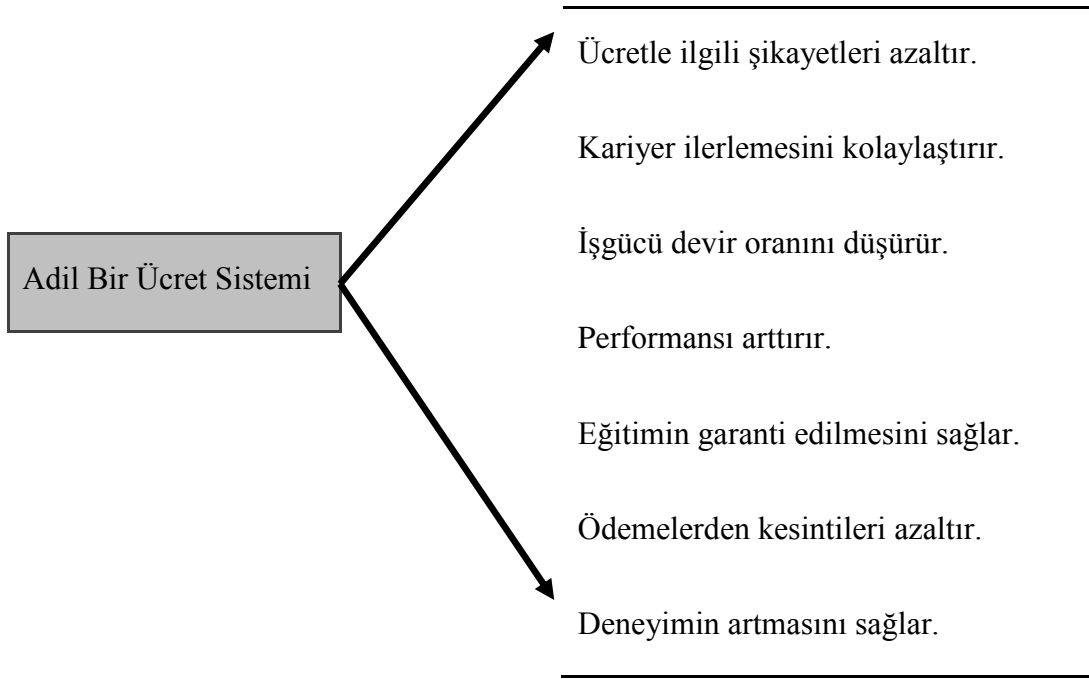 Ücretle ilgili şikayetleri azaltır.
Kariyer ilerlemesini kolaylaştırır.
İşgücü devir oranını düşürür.
Adil Bir Ücret Sistemi
Performansı arttırır.
Eğitimin garanti edilmesini sağlar.
Ödemelerden kesintileri azaltır.
Deneyimin artmasını sağlar.